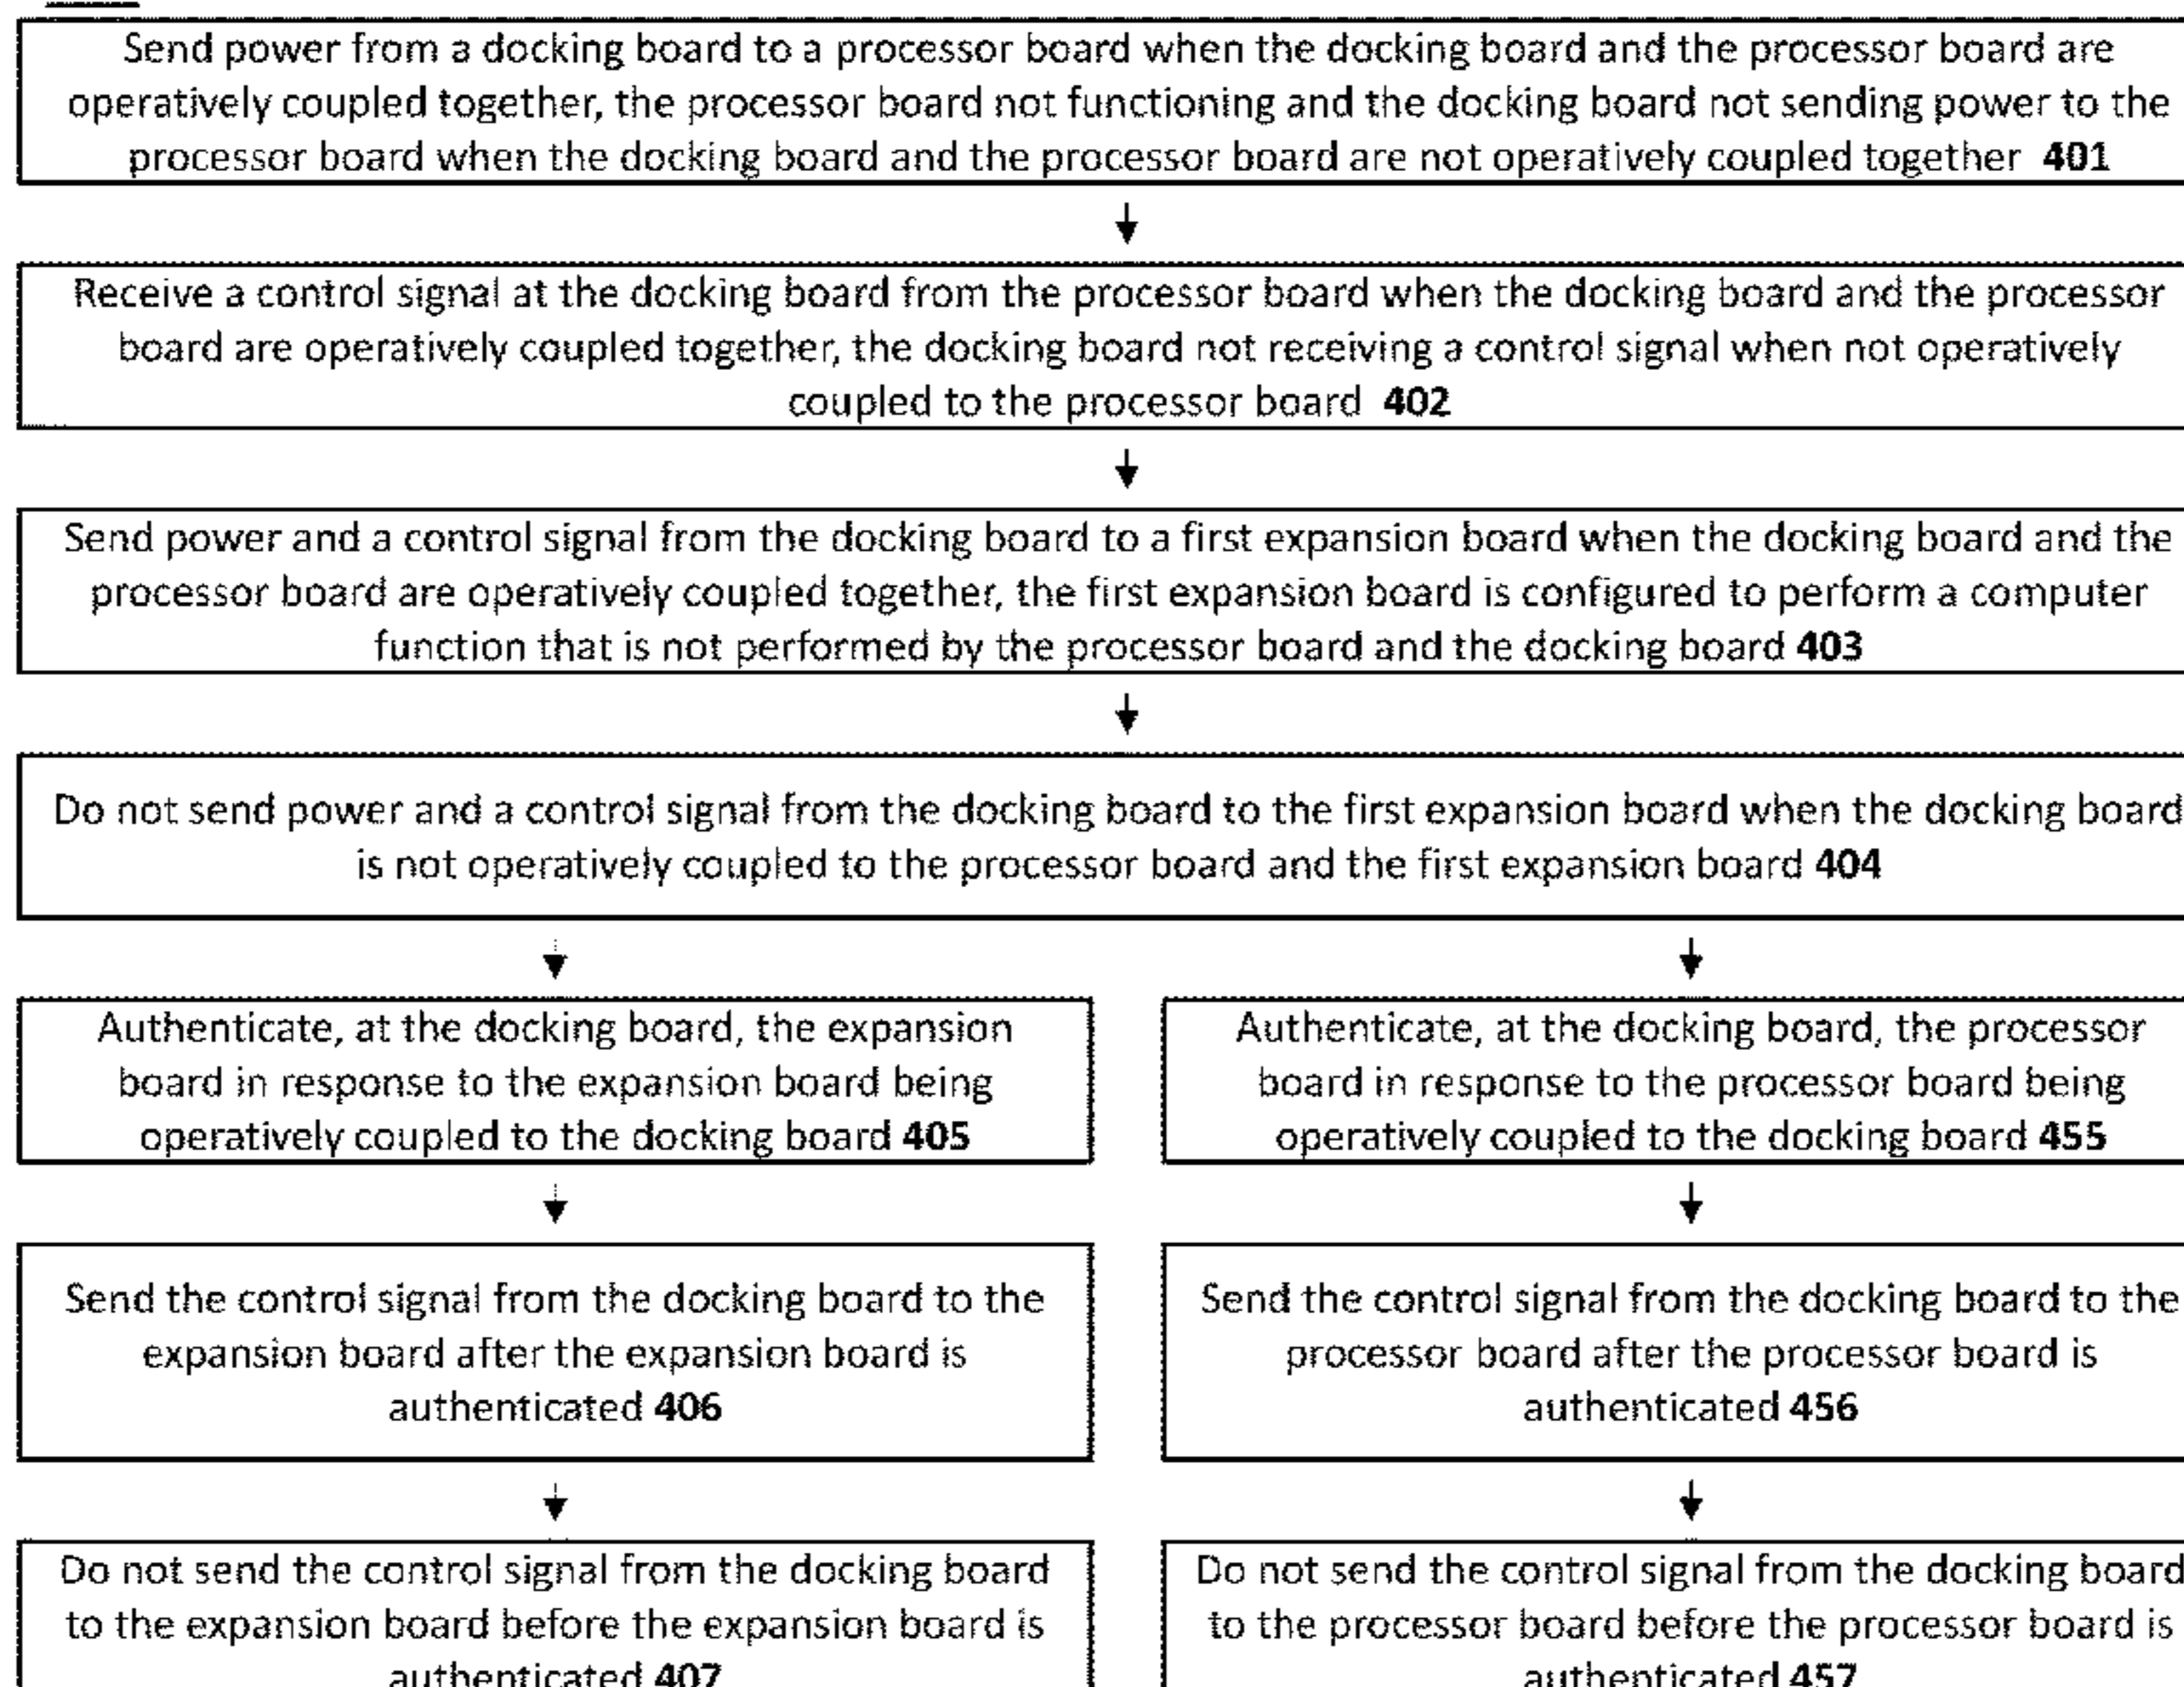 Send power from a docking board to a processor board when the docking board and the processor board are
operatively coupled together, the processor board not functioning and the docking board not sending power to the
processor board when the docking board and the processor board are not operatively coupled together 401
Receive a control signal at the docking board from the processor board when the docking board and the processor
board are operatively coupled together, the docking board not receiving a control signal when not operatively
coupled to the processor board 402
Send power and a control signal from the docking board to a first expansion board when the docking board and the
processor board are operatively coupled together, the first expansion board is configured to perform a computer
function that is not performed by the processor board and the docking board 403
Do not send power and a control signal from the docking board to the first expansion board when the docking board
is not operatively coupled to the processor board and the first expansion board 404
Authenticate, at the docking board, the expansion
board in response to the expansion board being
operatively coupled to the docking board 405
Authenticate, at the docking board, the processor
board in response to the processor board being
operatively coupled to the docking board 455
Send the control signal from the docking board to the
expansion board after the expansion board is
authenticated 406
Send the control signal from the docking board to the
processor board after the processor board is
authenticated 456
Do not send the control signal from the docking board
to the expansion board before the expansion board is
authenticated 407
Do not send the control signal from the docking board
to the processor board before the processor board is
authenticated 457